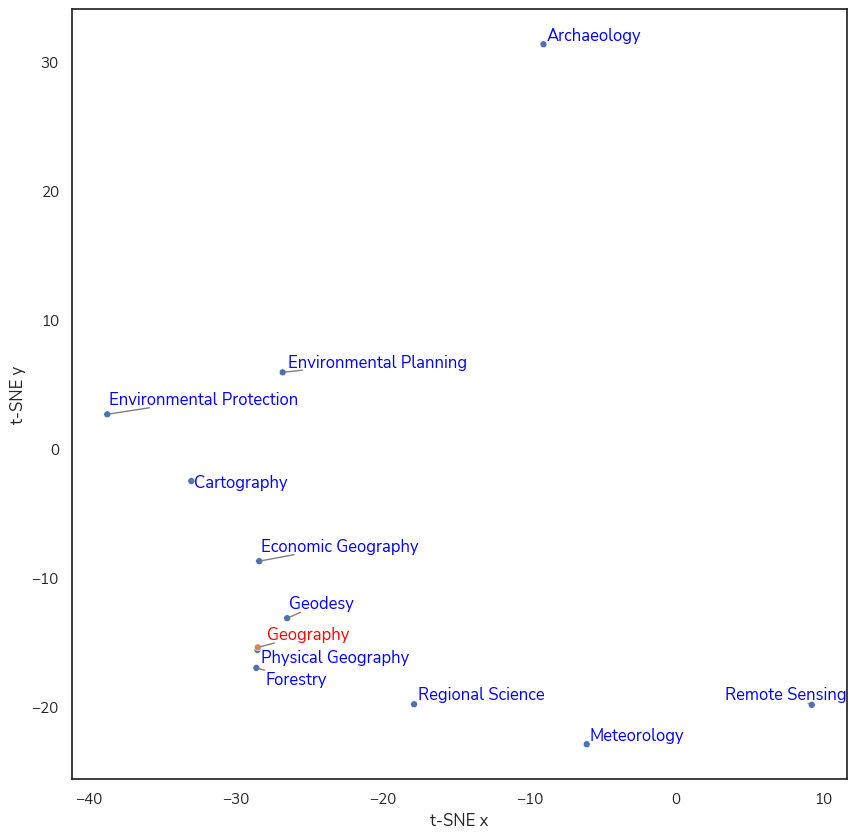 Archaeology
30
20
10
Environmental Planning
Environmental Protection
t-SNE y
0
Cartography
Economic Geography
−10
Geodesy
Geography
Physical Geography
Forestry
Regional Science
Remote Sensing
−20
Meteorology
−40
−30
−20
−10
0
10
t-SNE x